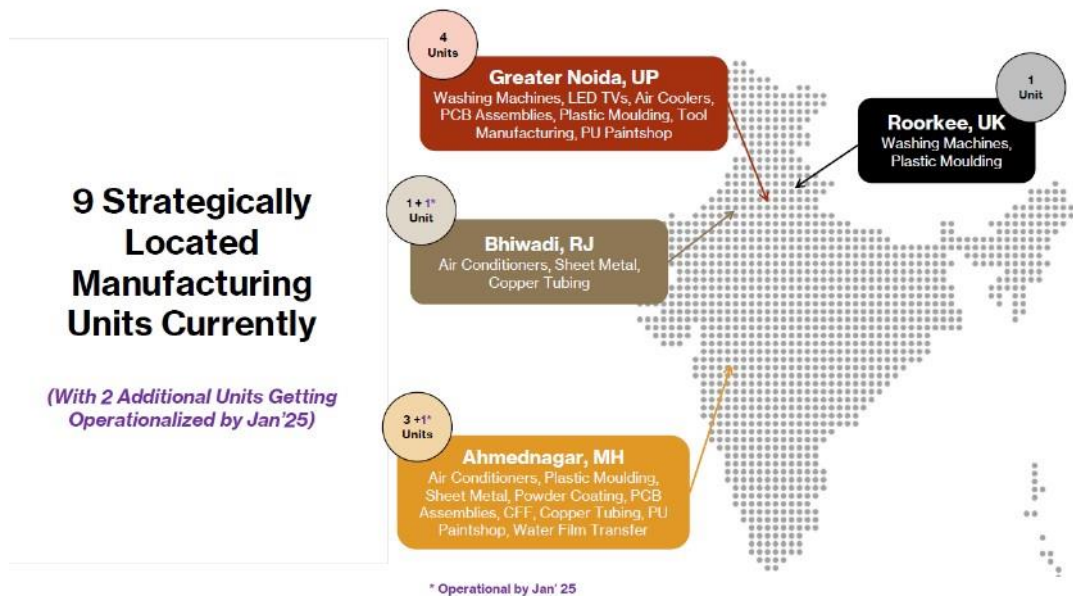 9 Strategically
Located
Manufacturing
Units Currently
(With 2 Additional Units Getting
Operationalized by Jan'25)
4
Units
Greater Noida, UP
Washing Machines, LED TVs, Air Coolers,
PCB Assemblies, Plastic Moulding, Tool
Manufacturing, PU Paintshop
1
Unit
Roorkee, UK
Washing Machines,
Plastic Moulding
1 + 1*
Unit
Bhiwadi, RJ
Air Conditioners, Sheet Metal,
Copper Tubing
3 +1*
Units
Ahmednagar, MH
Air Conditioners, Plastic Moulding,
Sheet Metal, Powder Coating, PCB
Assemblies, CFF, Copper Tubing, PU
Paintshop, Water Film Transfer
* Operational by Jan' 25